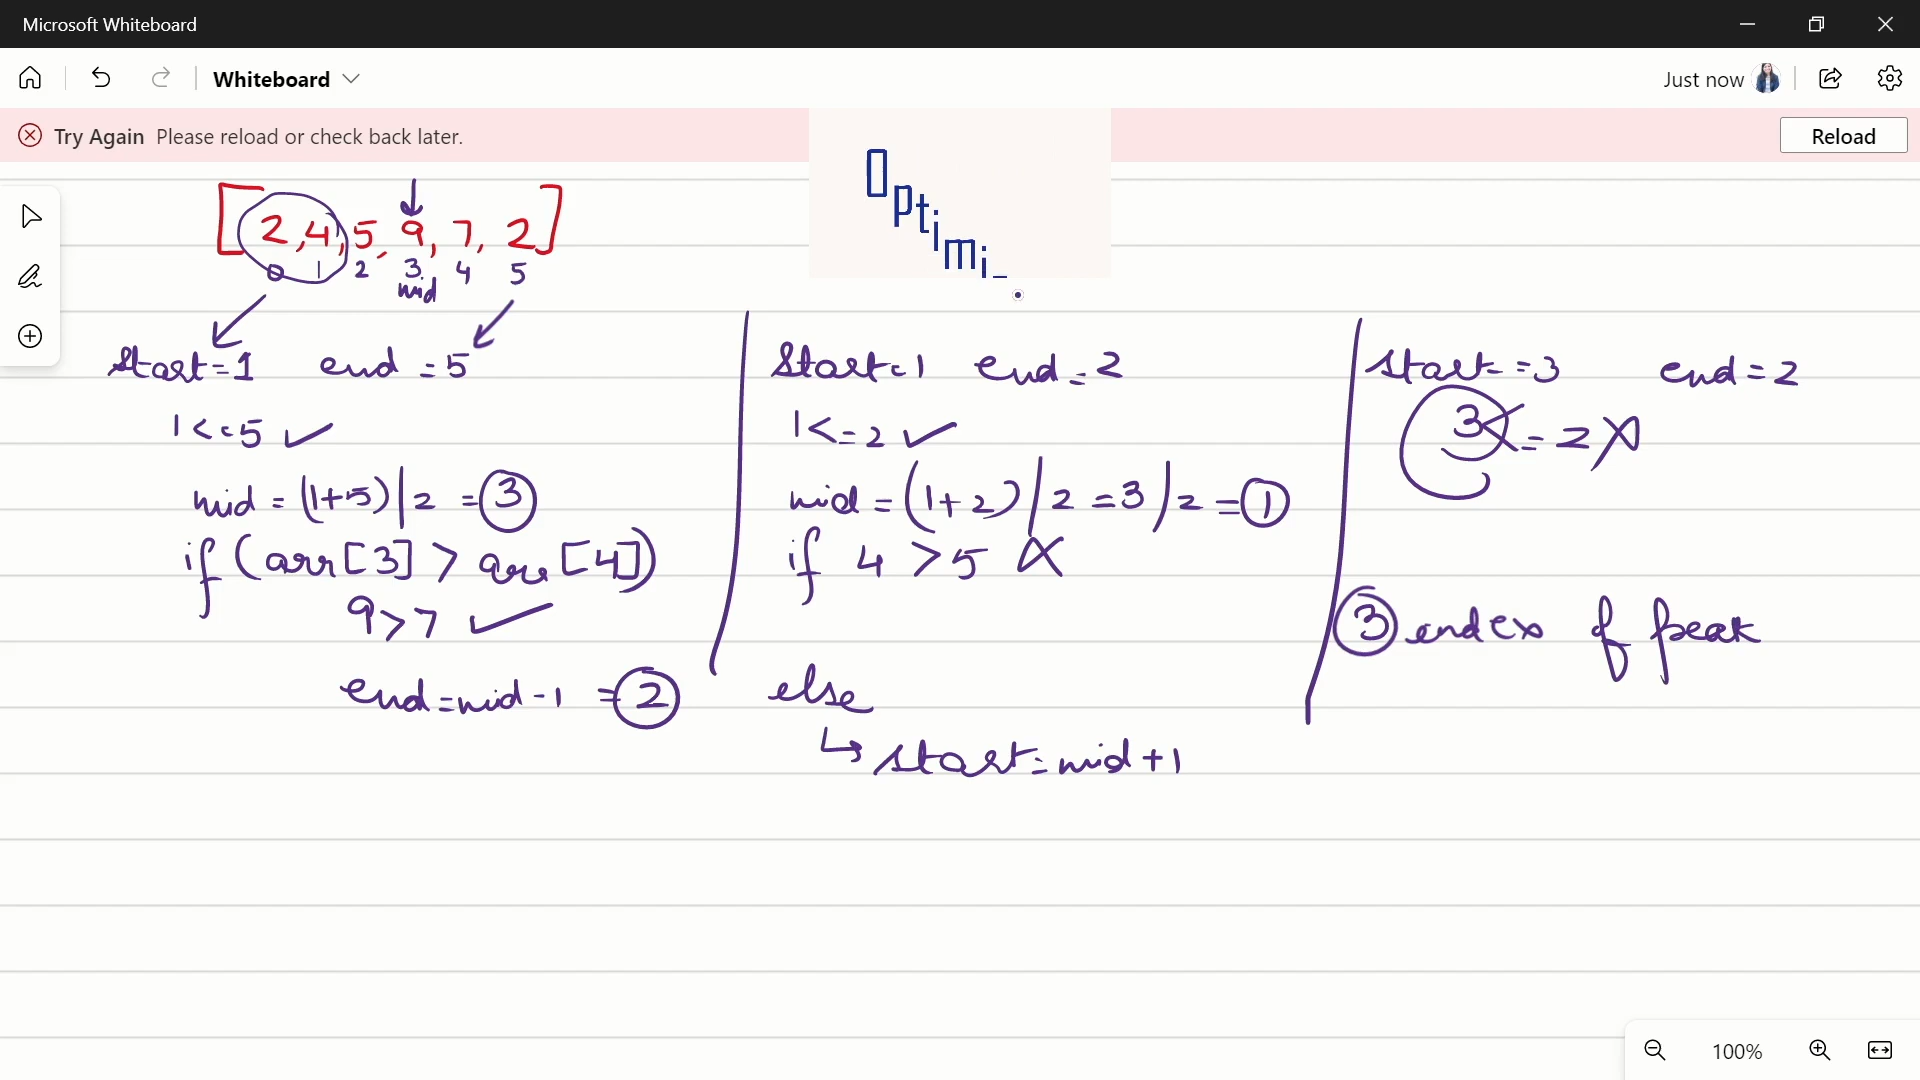 Microsoft Whiteboard
Whiteboard
Just now
Try Again Please reload or check back later.
Reload
Optimi_
[2,4,5,9,7,2]
0 1 2 3 4 5
mid
start=1 end=5
1<=5 ✓
mid = (1+5)|2 = 3
if (arr[3] > arr[4])
9>7 ✓
end=mid-1 = 2
start=1 end=2
1<=2 ✓
mid = (1+2)/2 = 3/2 = 1
if 4 >5 X
else
↳ start=mid+1
start=3 end=2
3<=2 X
3 index of peak
100%